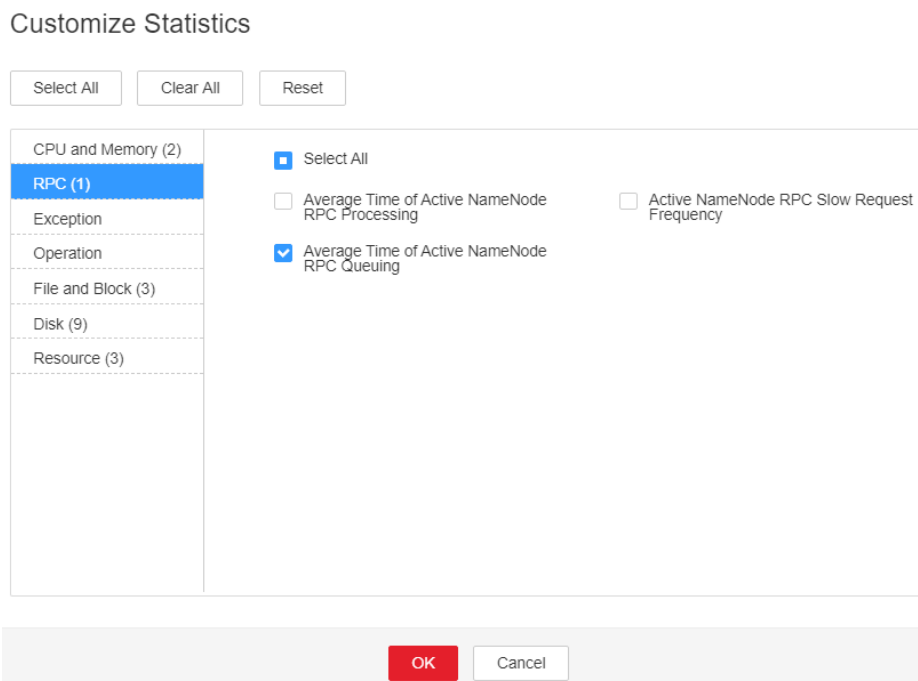 Customize Statistics
Select All
Clear All
Reset
CPU and Memory (2)
RPC (1)
Exception
Operation
File and Block (3)
Disk (9)
Resource (3)
Select All
Average Time of Active NameNode
RPC Processing
Active NameNode RPC Slow Request
Frequency
Average Time of Active NameNode
RPC Queuing
OK
Cancel